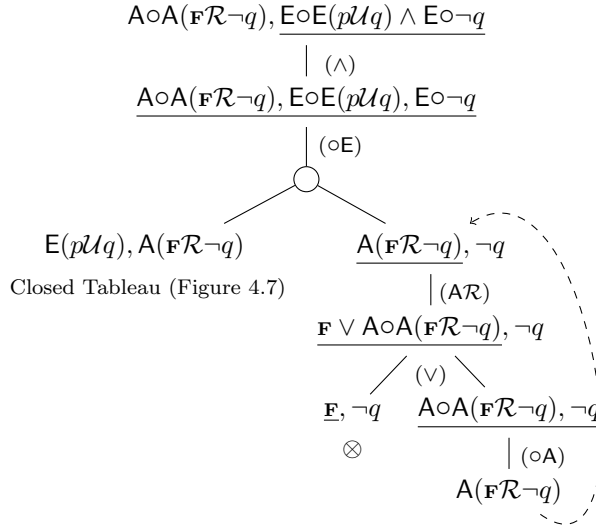 A∘A(𝐅ℛ¬q), E∘E(p𝒰q) ∧ E∘¬q
(∧)
A∘A(𝐅ℛ¬q), E∘E(p𝒰q), E∘¬q
(∘E)
E(p𝒰q), A(𝐅ℛ¬q)
A(𝐅ℛ¬q), ¬q
Closed Tableau (Figure 4.7)
(Aℛ)
𝐅 ∨ A∘A(𝐅ℛ¬q), ¬q
(∨)
𝐅, ¬q
A∘A(𝐅ℛ¬q), ¬q
⊗
(∘A)
A(𝐅ℛ¬q)